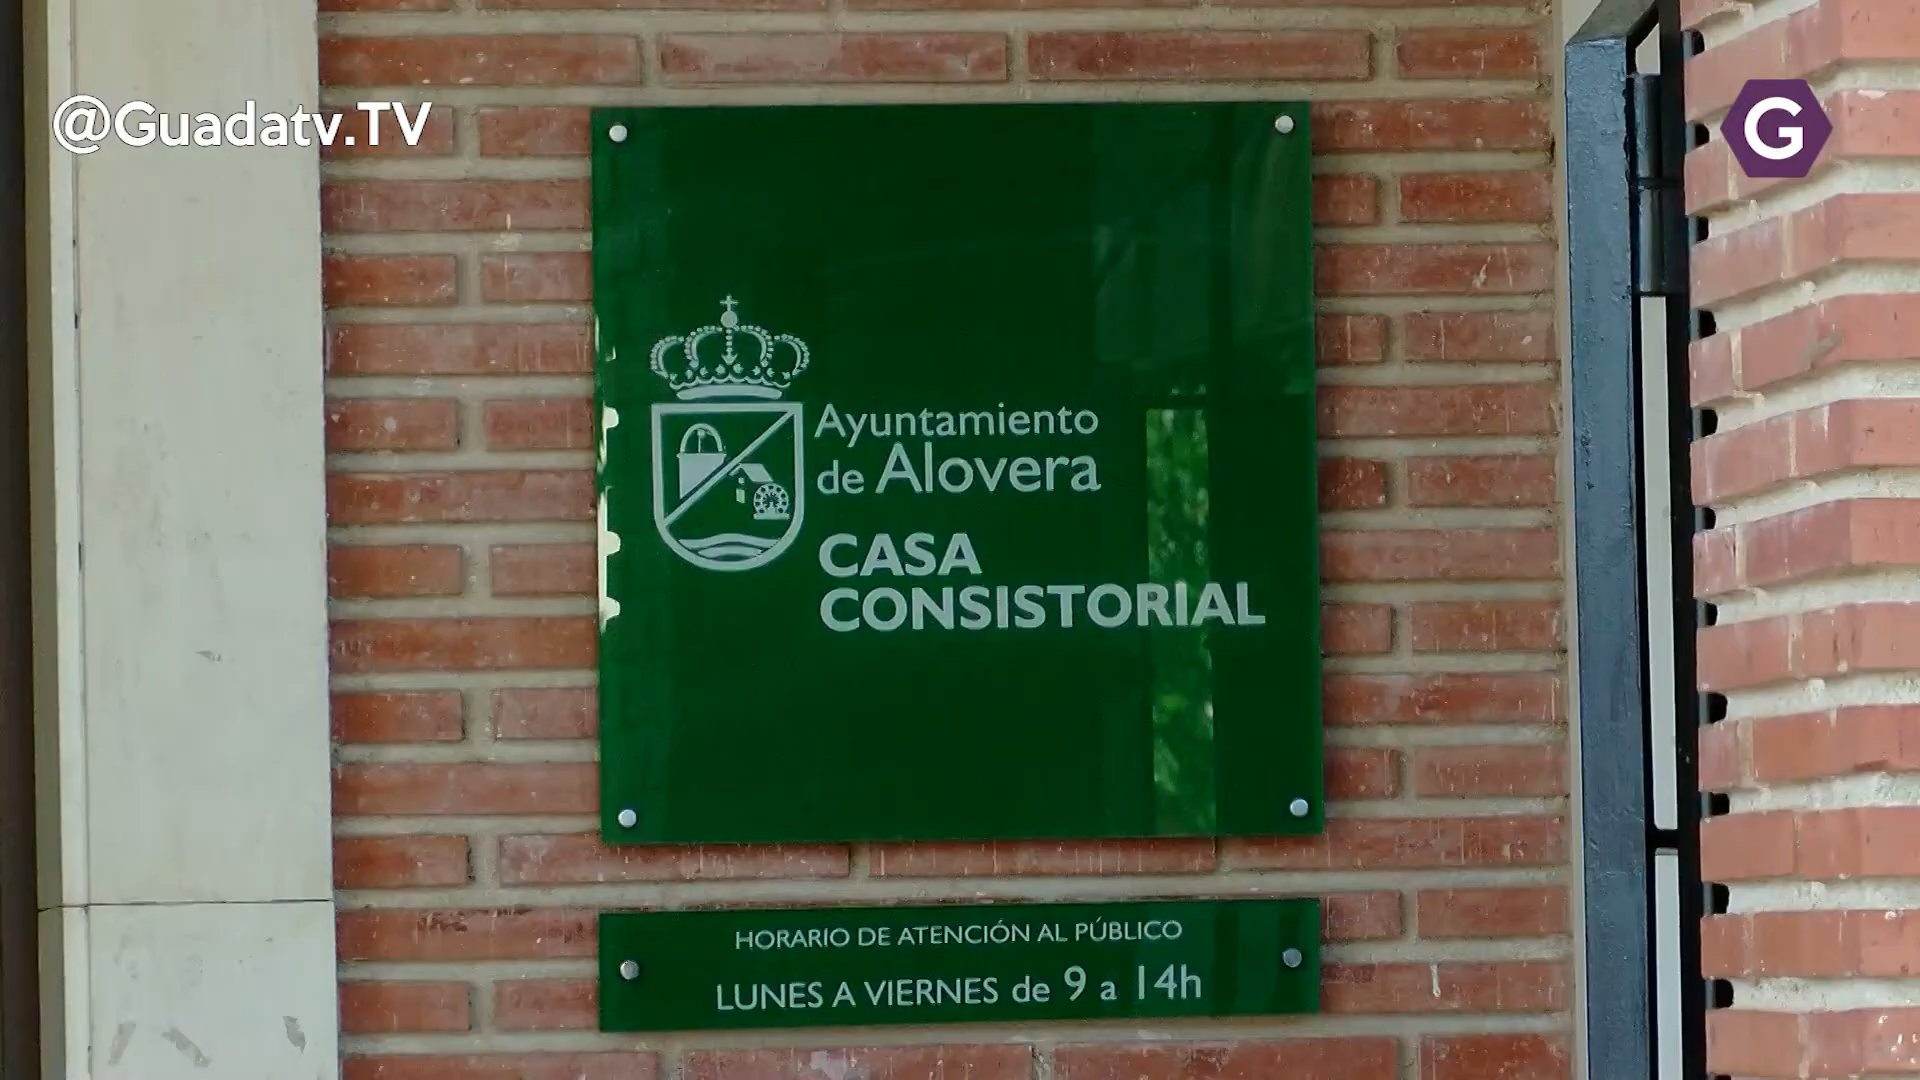 @Guadatv.TV
G
Ayuntamiento
de Alovera
CASA
CONSISTORIAL
HORARIO DE ATENCIÓN AL PÚBLICO
LUNES A VIERNES de 9 a 14h